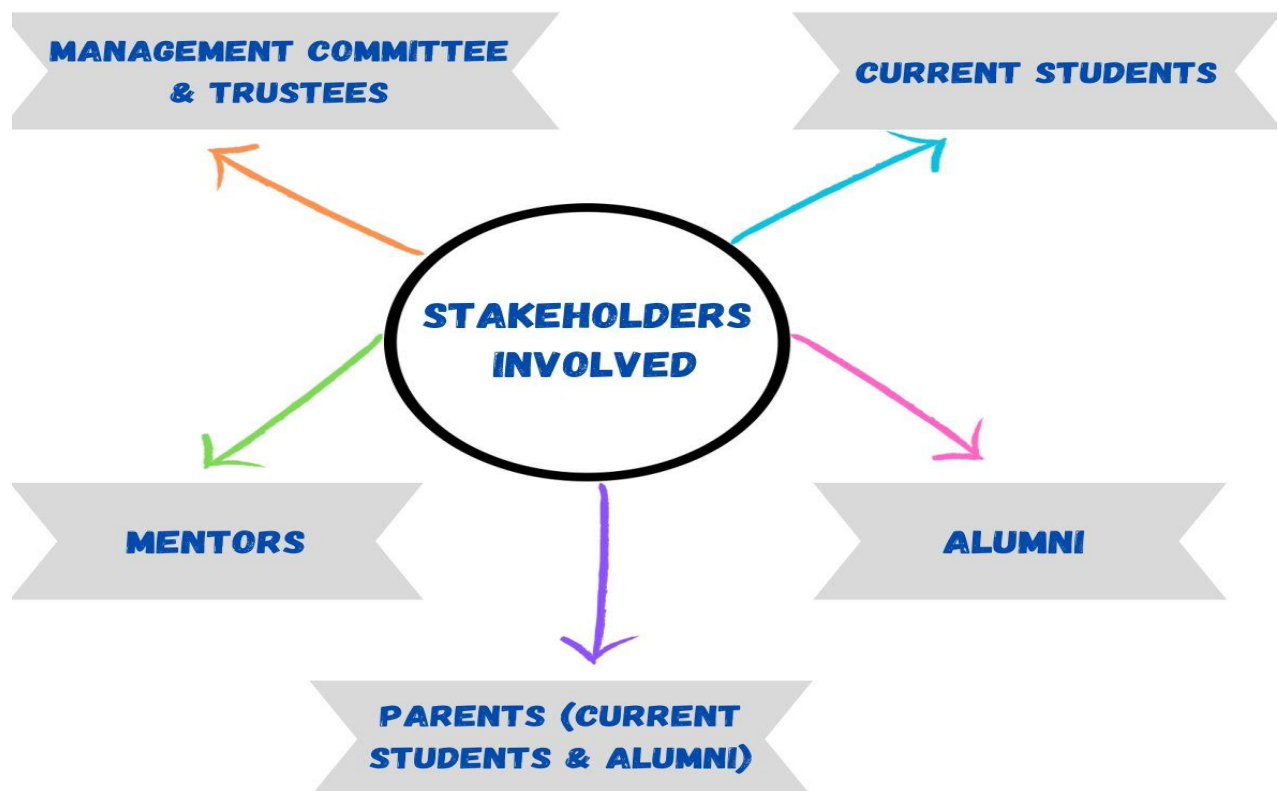 MANAGEMENT COMMITTEE
& TRUSTEES
CURRENT STUDENTS
STAKEHOLDERS
INVOLVED
MENTORS
ALUMNI
PARENTS (CURRENT
STUDENTS & ALUMNI)